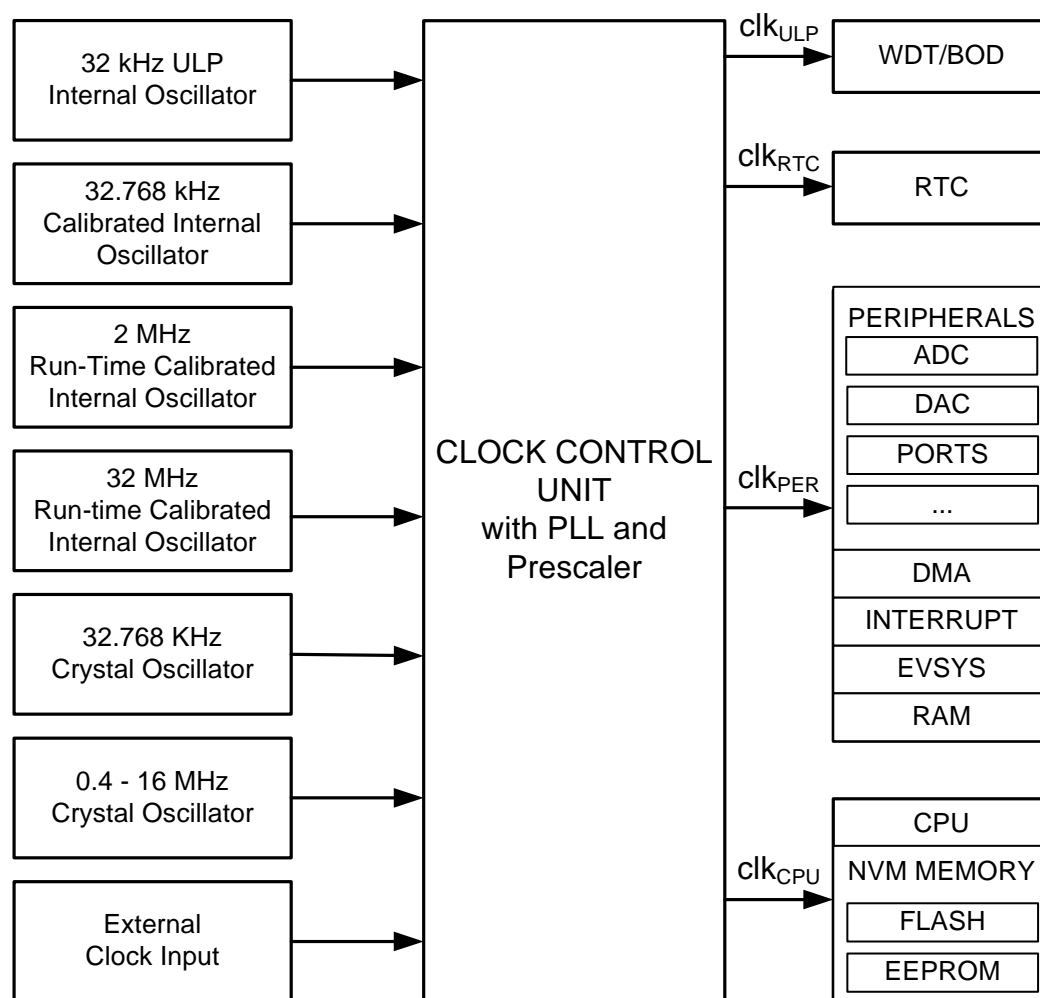 32 kHz ULP
Internal Oscillator
32.768 kHz
Calibrated Internal
Oscillator
2 MHz
Run-Time Calibrated
Internal Oscillator
32 MHz
Run-time Calibrated
Internal Oscillator
32.768 KHz
Crystal Oscillator
0.4 - 16 MHz
Crystal Oscillator
External
Clock Input
CLOCK CONTROL
UNIT
with PLL and
Prescaler
clkULP
WDT/BOD
clkRTC
RTC
clkPER
PERIPHERALS
ADC
DAC
PORTS
...
DMA
INTERRUPT
EVSYS
RAM
clkCPU
CPU
NVM MEMORY
FLASH
EEPROM